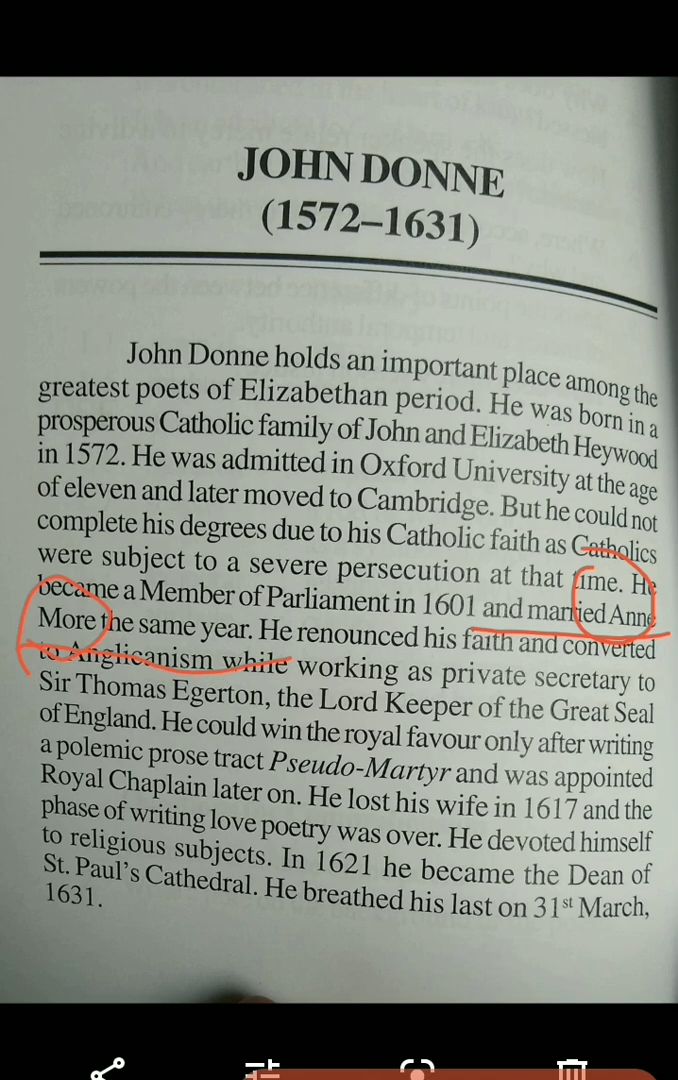 JOHN DONNE
(1572–1631)
John Donne holds an important place among the
greatest poets of Elizabethan period. He was born in a
prosperous Catholic family of John and Elizabeth Heywood
in 1572. He was admitted in Oxford University at the age
of eleven and later moved to Cambridge. But he could not
complete his degrees due to his Catholic faith as Catholics
were subject to a severe persecution at that time. He
became a Member of Parliament in 1601 and married Anne
More the same year. He renounced his faith and converted
to Anglicanism while working as private secretary to
Sir Thomas Egerton, the Lord Keeper of the Great Seal
of England. He could win the royal favour only after writing
a polemic prose tract Pseudo-Martyr and was appointed
Royal Chaplain later on. He lost his wife in 1617 and the
phase of writing love poetry was over. He devoted himself
to religious subjects. In 1621 he became the Dean of
St. Paul's Cathedral. He breathed his last on 31st March,
1631.